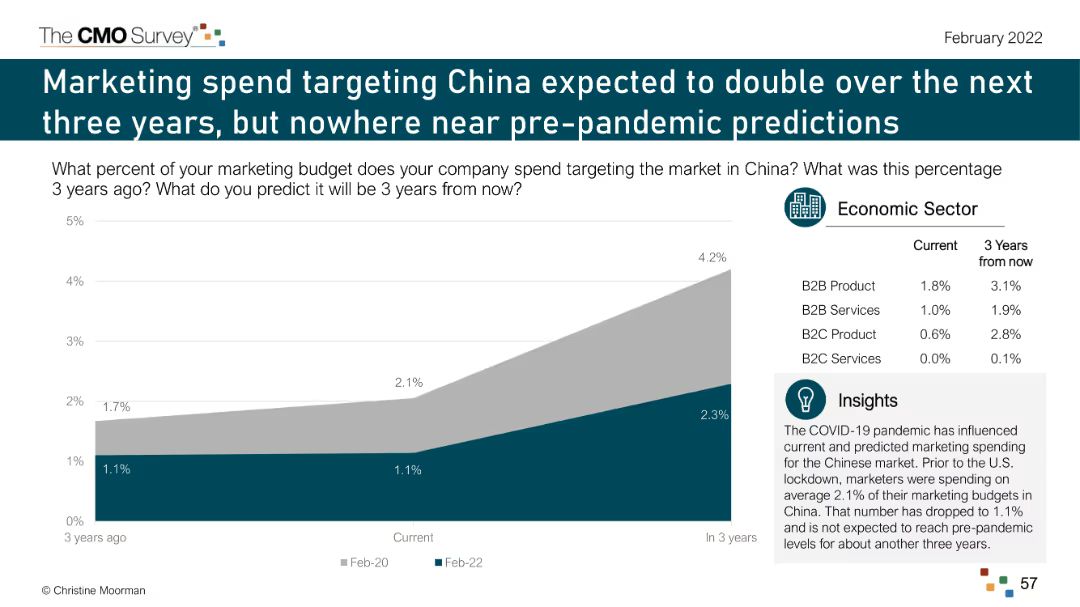 The CMO Survey®
February 2022
Marketing spend targeting China expected to double over the next
three years, but nowhere near pre-pandemic predictions
What percent of your marketing budget does your company spend targeting the market in China? What was this percentage
3 years ago? What do you predict it will be 3 years from now?
5%
4%
3%
2%
1%
0%
1.7%
2.1%
4.2%
1.1%
1.1%
2.3%
3 years ago
Current
In 3 years
Feb-20
Feb-22
Economic Sector
Current 3 Years
from now
B2B Product 1.8% 3.1%
B2B Services 1.0% 1.9%
B2C Product 0.6% 2.8%
B2C Services 0.0% 0.1%
Insights
The COVID-19 pandemic has influenced
current and predicted marketing spending
for the Chinese market. Prior to the U.S.
lockdown, marketers were spending on
average 2.1% of their marketing budgets in
China. That number has dropped to 1.1%
and is not expected to reach pre-pandemic
levels for about another three years.
© Christine Moorman
57